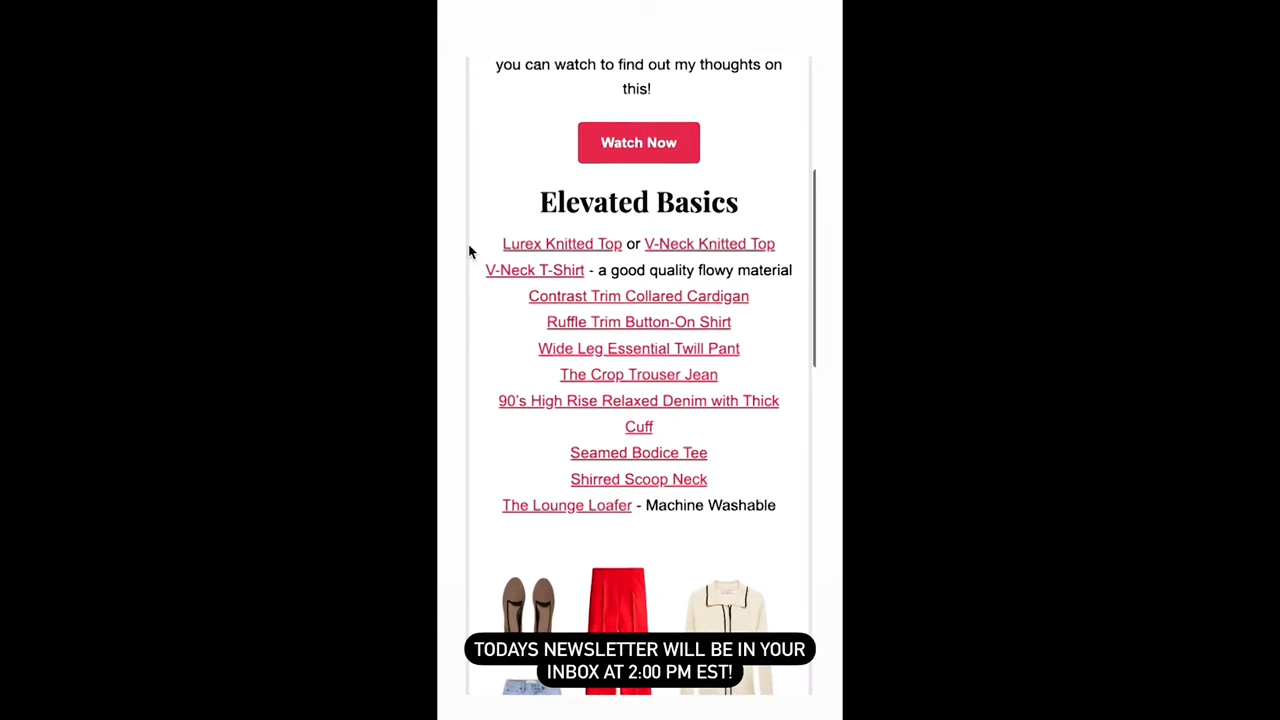 you can watch to find out my thoughts on
this!
Watch Now
Elevated Basics
Lurex Knitted Top or V-Neck Knitted Top
V-Neck T-Shirt - a good quality flowy material
Contrast Trim Collared Cardigan
Ruffle Trim Button-On Shirt
Wide Leg Essential Twill Pant
The Crop Trouser Jean
90’s High Rise Relaxed Denim with Thick
Cuff
Seamed Bodice Tee
Shirred Scoop Neck
The Lounge Loafer - Machine Washable
TODAYS NEWSLETTER WILL BE IN YOUR
INBOX AT 2:00 PM EST!